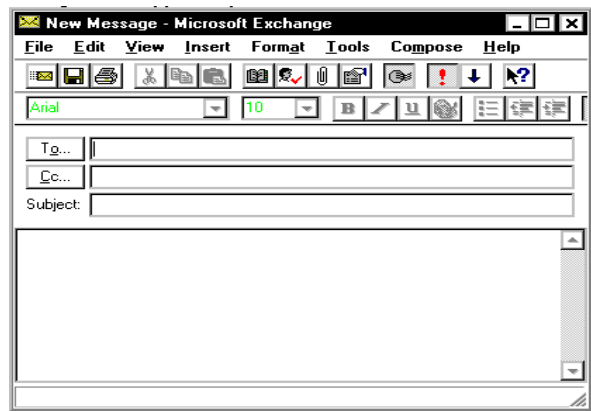 New Message - Microsoft Exchange
File Edit View Insert Format Tools Compose Help
Arial 10 B I U
To...
Cc...
Subject: